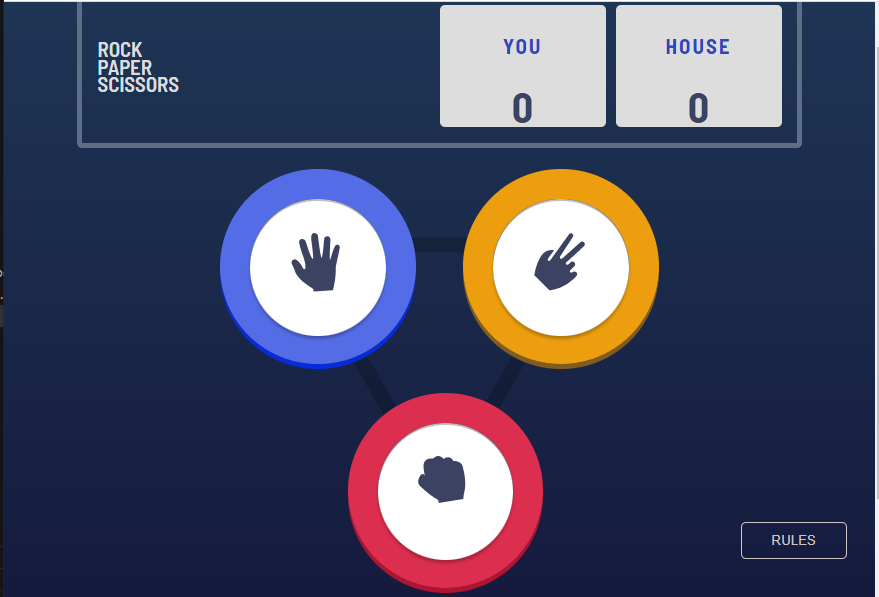 ROCK
PAPER
SCISSORS
YOU
0
HOUSE
0
RULES